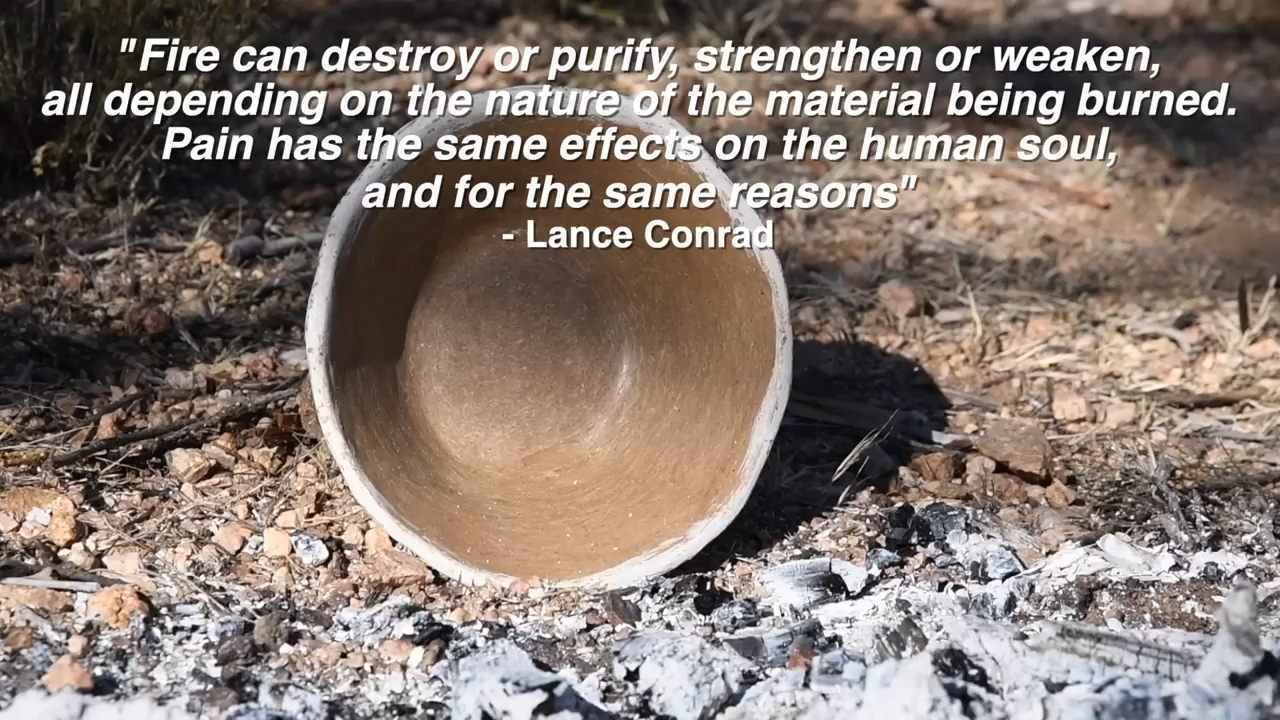 "Fire can destroy or purify, strengthen or weaken,
all depending on the nature of the material being burned.
Pain has the same effects on the human soul,
and for the same reasons"
- Lance Conrad